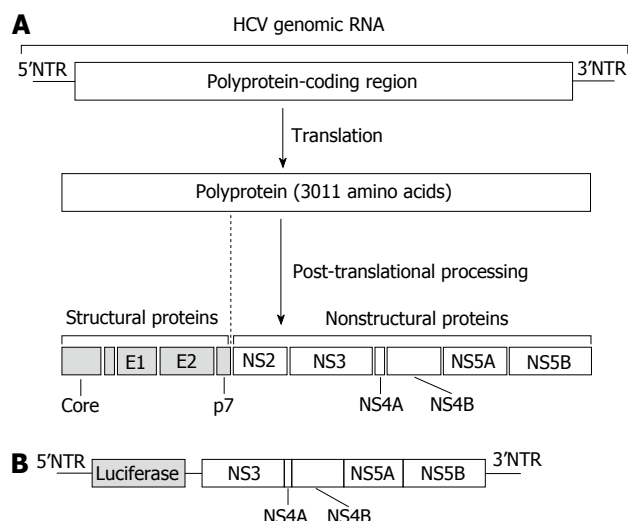 A
HCV genomic RNA
5′NTR
3′NTR
Polyprotein-coding region
Translation
Polyprotein (3011 amino acids)
Post-translational processing
Structural proteins
Nonstructural proteins
E1
E2
NS2
NS3
NS5A
NS5B
Core
p7
NS4A
NS4B
B
5′NTR
Luciferase
NS3
NS5A
NS5B
3′NTR
NS4A
NS4B